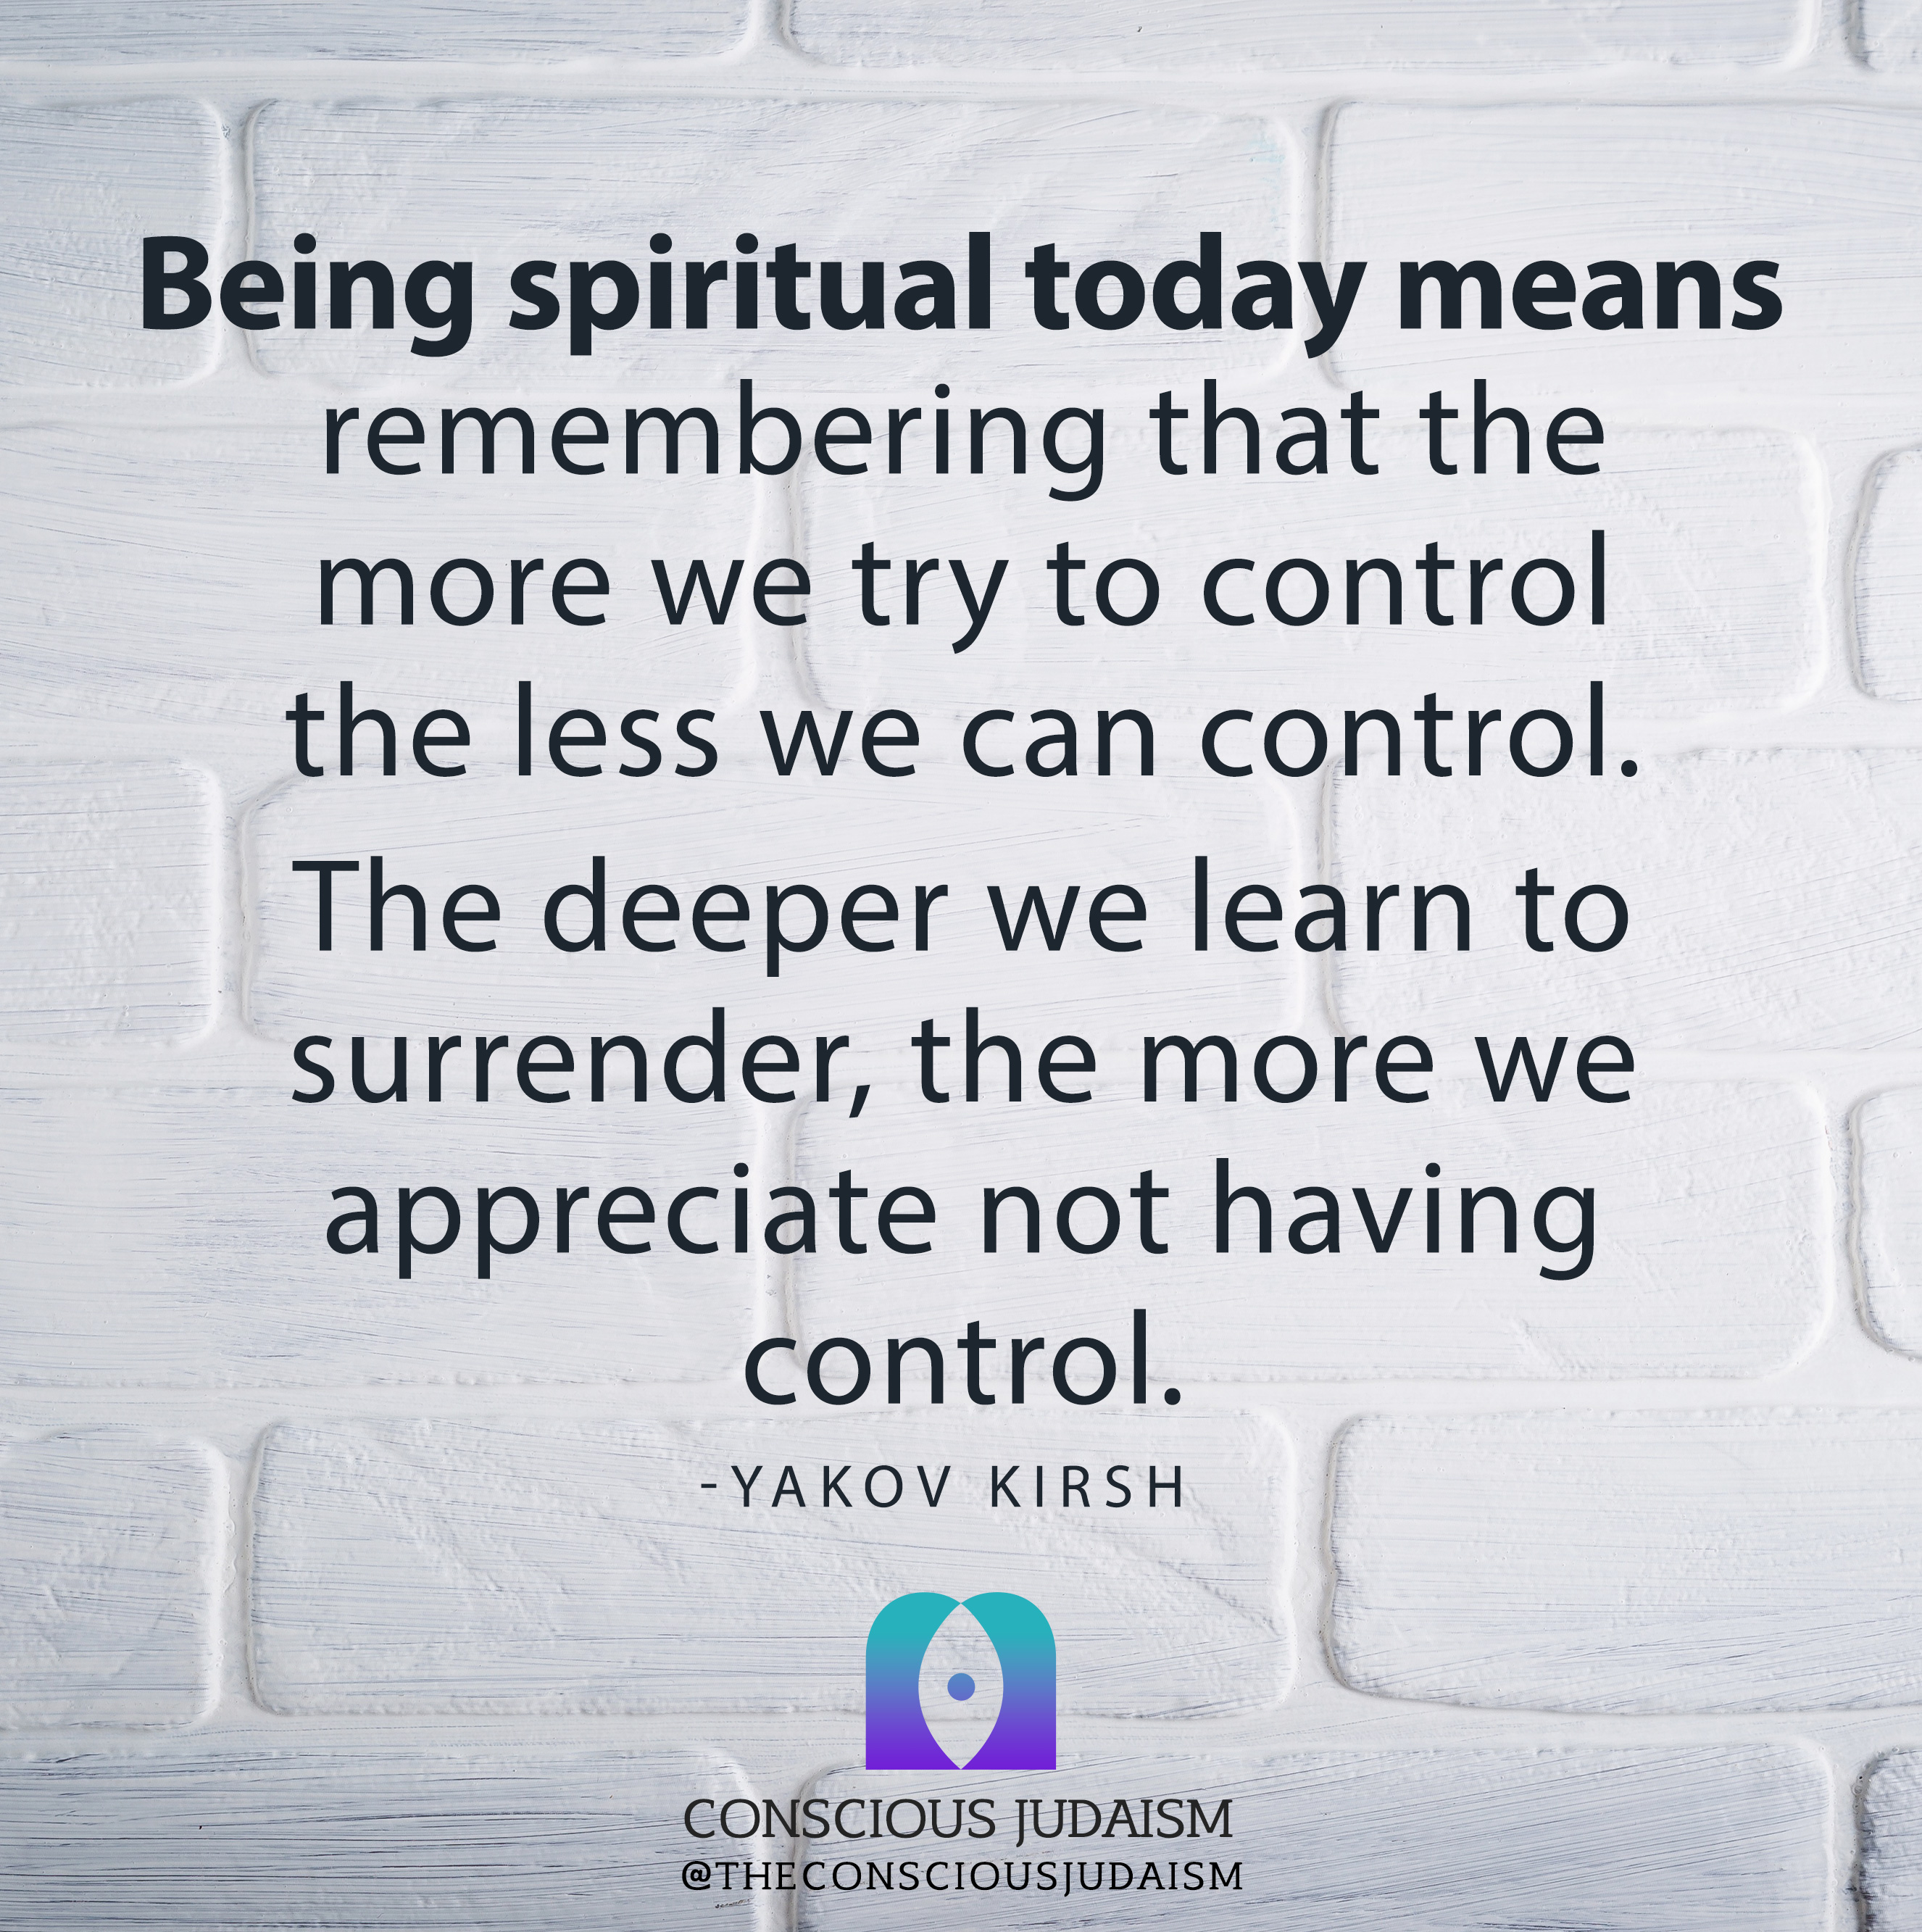 Being spiritual today means
remembering that the
more we try to control
the less we can control.
The deeper we learn to
surrender, the more we
appreciate not having
control.
-YAKOV KIRSH
CONSCIOUS JUDAISM
@THECONSCIOUSJUDAISM